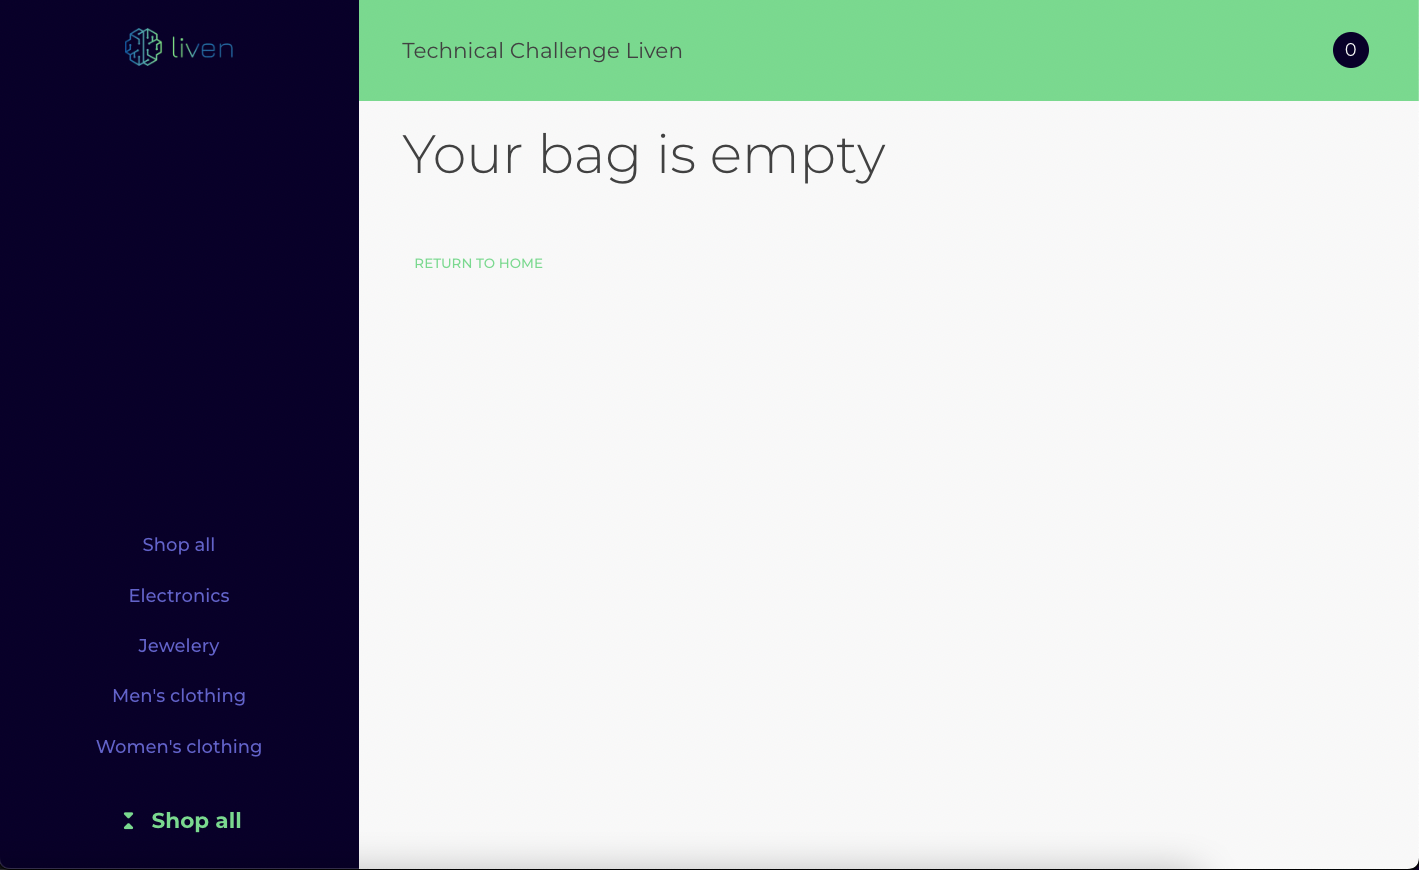 liven
Technical Challenge Liven
0
Your bag is empty
RETURN TO HOME
Shop all
Electronics
Jewelery
Men's clothing
Women's clothing
Shop all